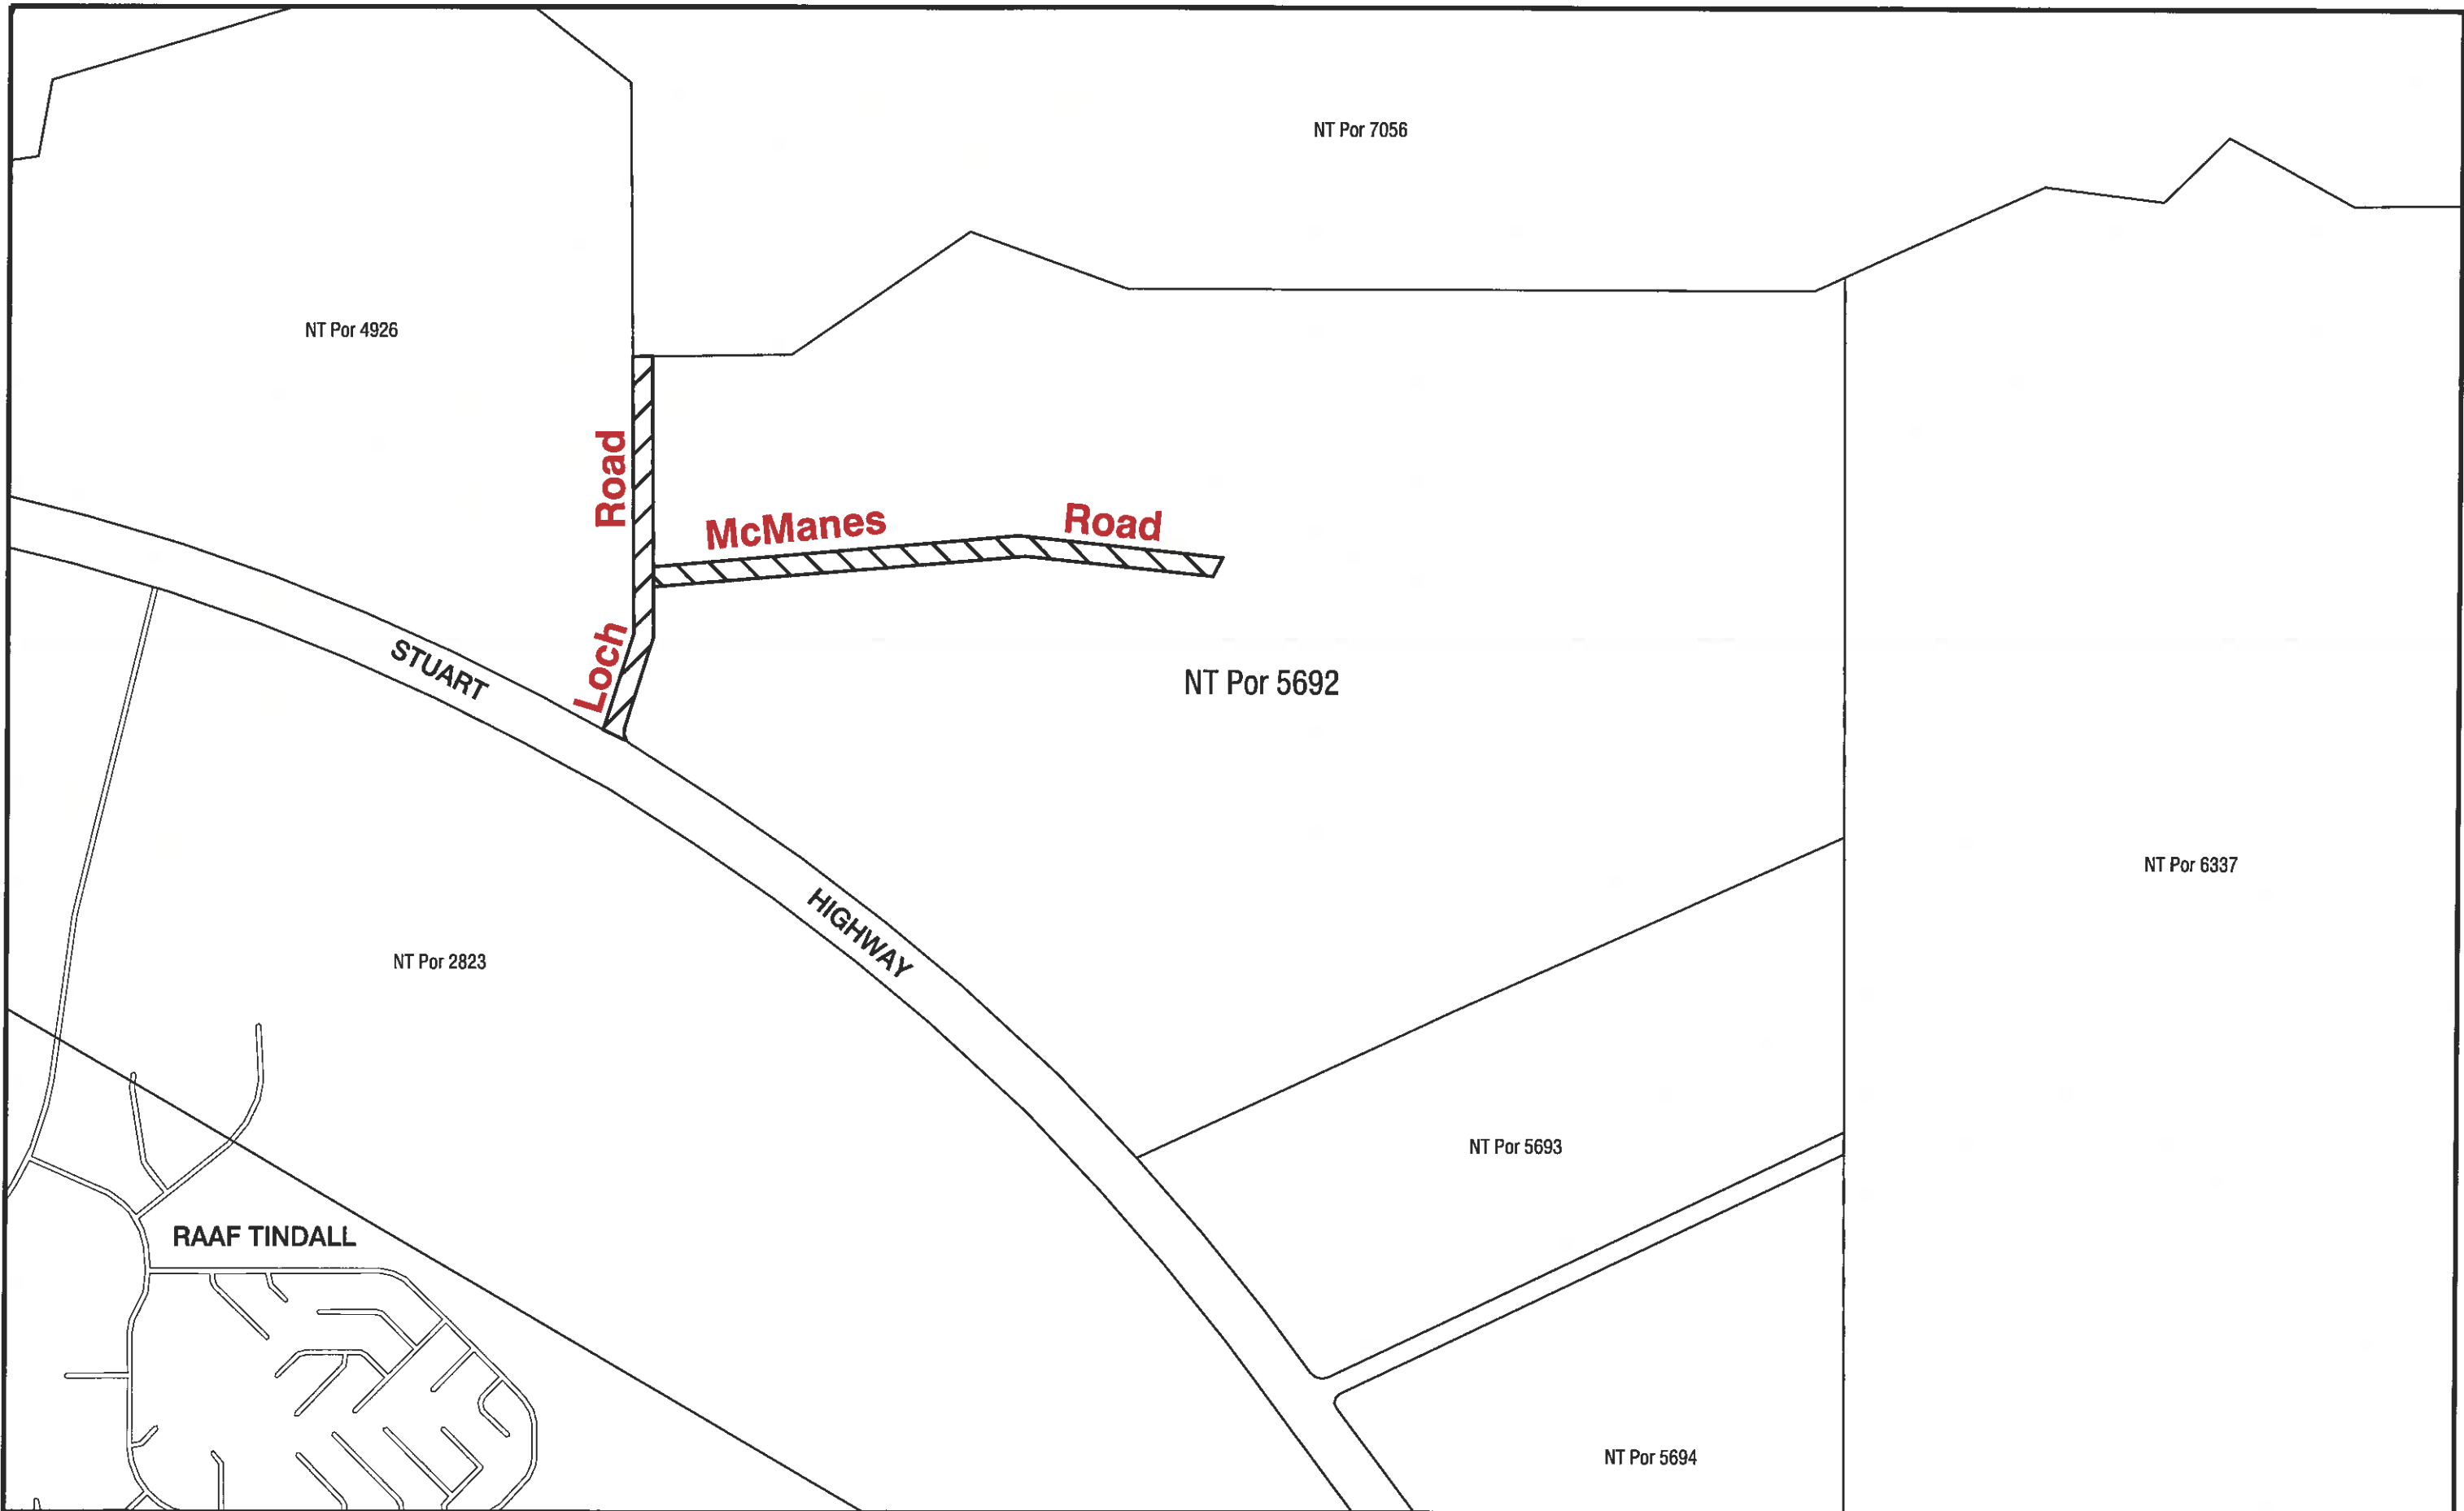 NT Por 7056
NT Por 4926
Loch Road
McManes Road
STUART HIGHWAY
NT Por 5692
NT Por 6337
NT Por 2823
NT Por 5693
RAAF TINDALL
NT Por 5694